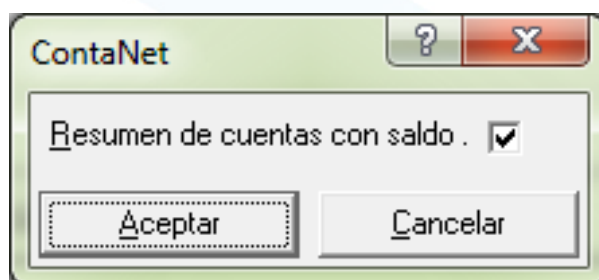 ContaNet
Resumen de cuentas con saldo .
Aceptar Cancelar